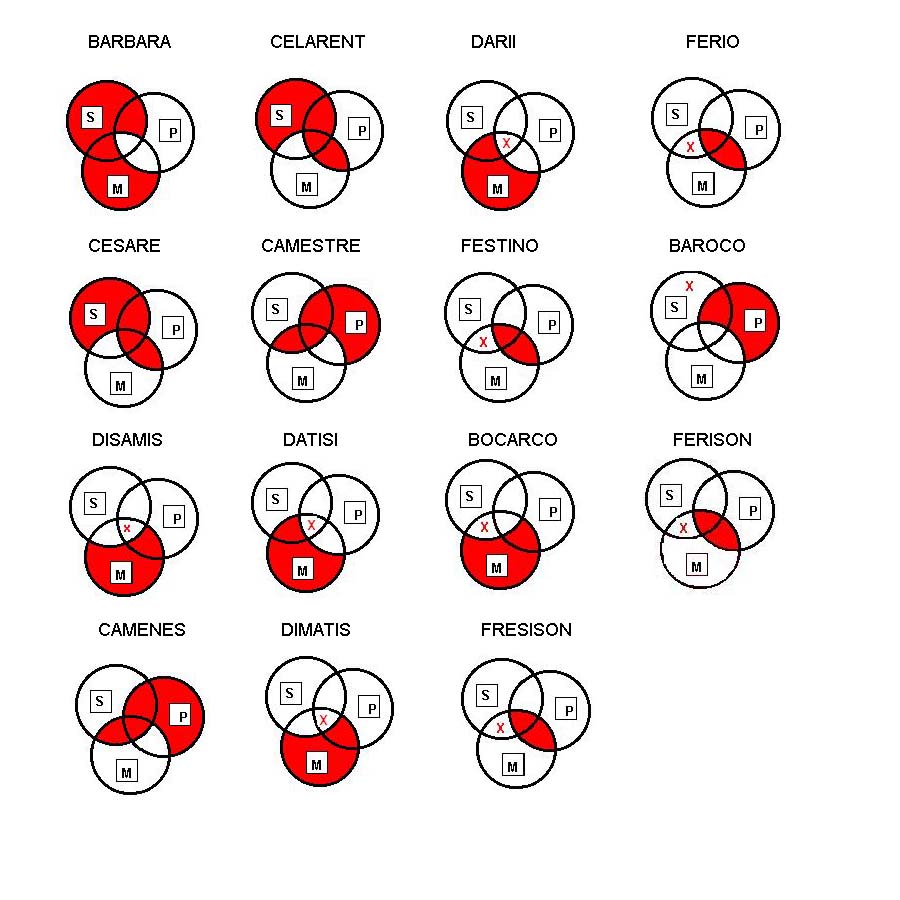 BARBARA CELARENT DARII FERIO
S P M S P M S P X M S P X M
CESARE CAMESTRE FESTINO BAROCO
S P M S P M S P X M X S P M
DISAMIS DATISI BOCARCO FERISON
S P X M S P X M S P X M S P X M
CAMENES DIMATIS FRESISON
S P M S P X M S P X M